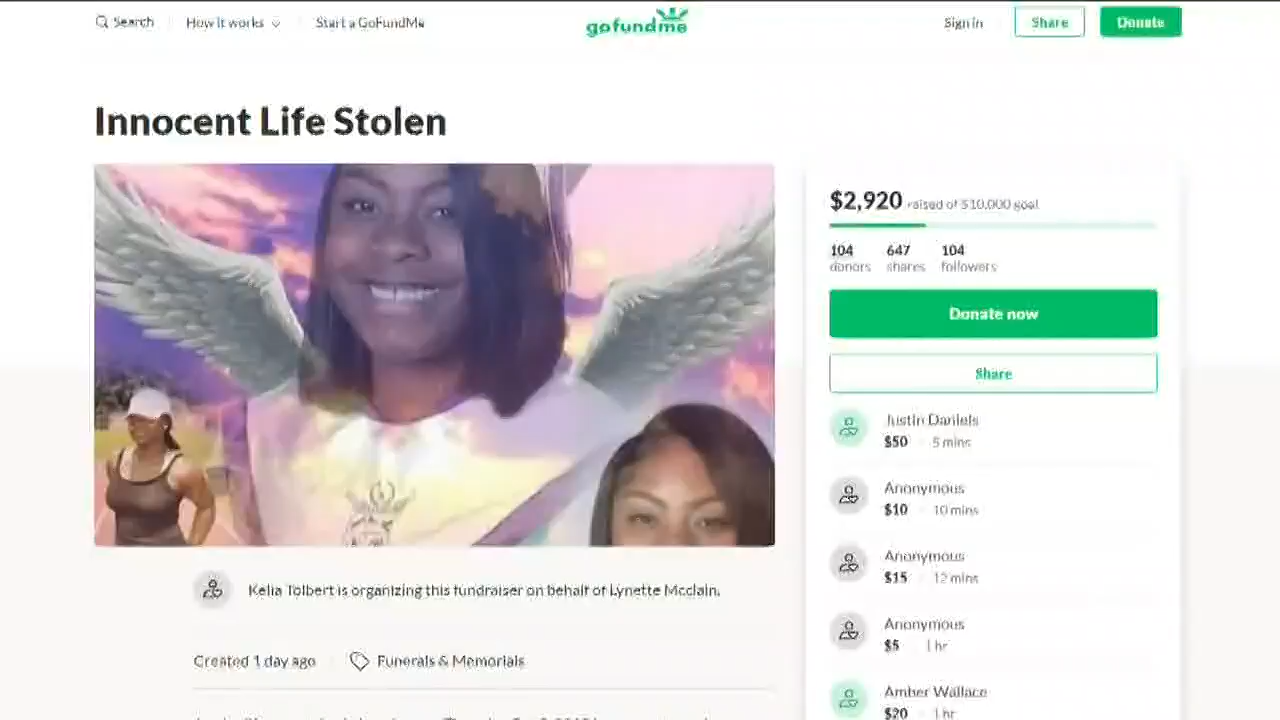 Search
How it works
Start a GoFundMe
gofundme
Sign in
Share
Donate
Innocent Life Stolen
$2,920 raised of $10,000 goal
104 647 104
donors shares followers
Donate now
Share
Justin Daniels
$50 · 5 mins
Anonymous
$10 · 10 mins
Anonymous
$15 · 12 mins
Anonymous
$5 · 1 hr
Amber Wallace
$20 · 1 hr
Kelia Tolbert is organizing this fundraiser on behalf of Lynette Mcclain.
Created 1 day ago
Funerals & Memorials